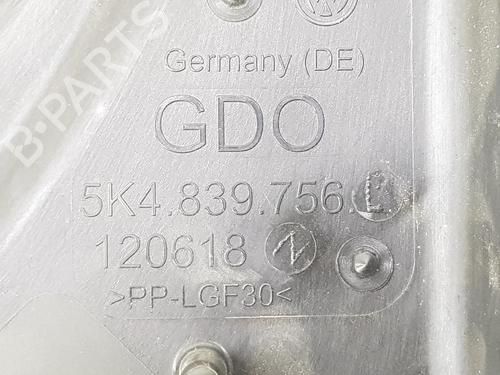 Germany (DE)
GDO
5K4.839.756.E
120618 N
>PP-LGF30<
B-PARTS